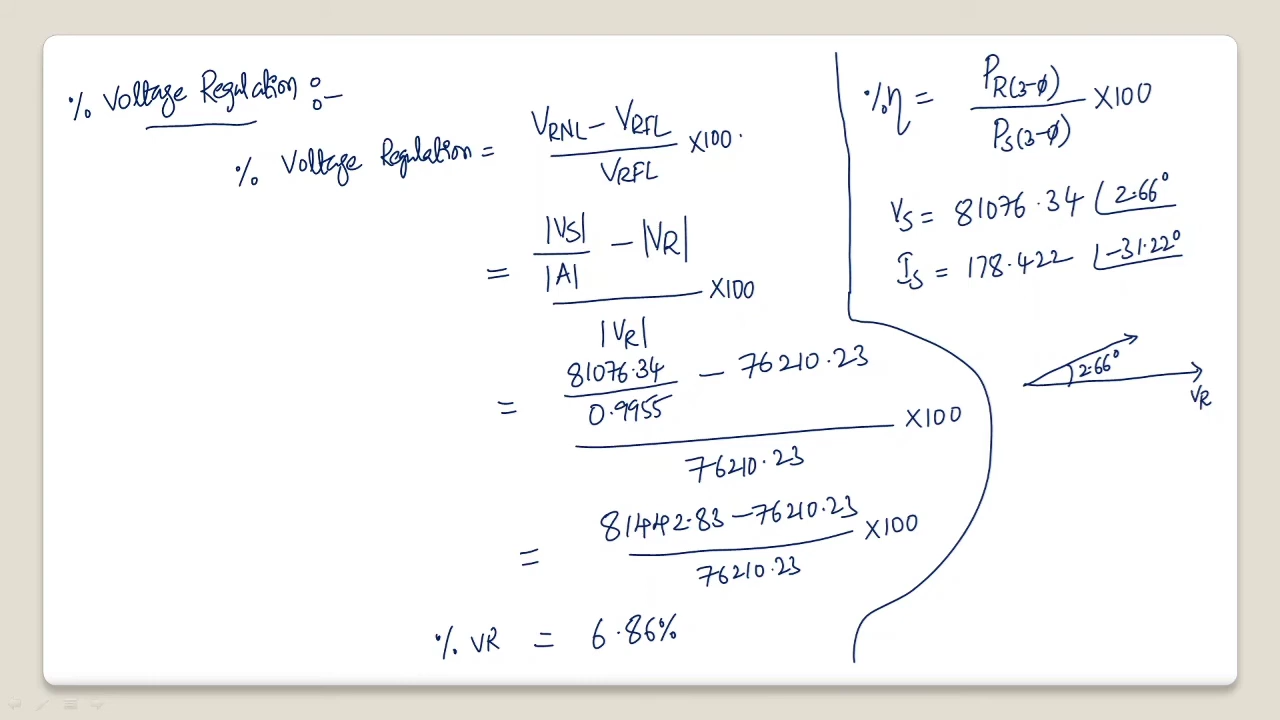 % Voltage Regulation :-
% Voltage Regulation = (VRNL - VRFL) / VRFL X100
= (|VS| / |A| - |VR|) / |VR| X100
= (81076.34 / 0.9955 - 76210.23) / 76210.23 X100
= (81442.83 - 76210.23) / 76210.23 X100
% VR = 6.86%
%η = PR(3-ϕ) / PS(3-ϕ) X100
VS = 81076.34 ∠2.66°
IS = 178.422 ∠-31.22°
2.66°
VR